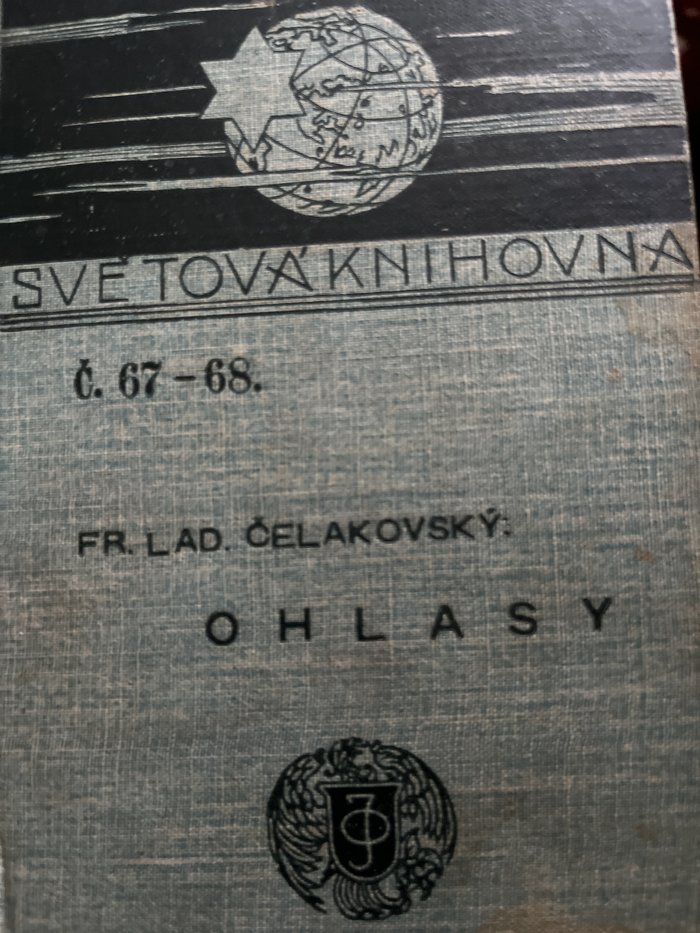 SVĚTOVÁ KNIHOVNA
Č. 67-68.
FR. LAD. ČELAKOVSKÝ:
OHLASY